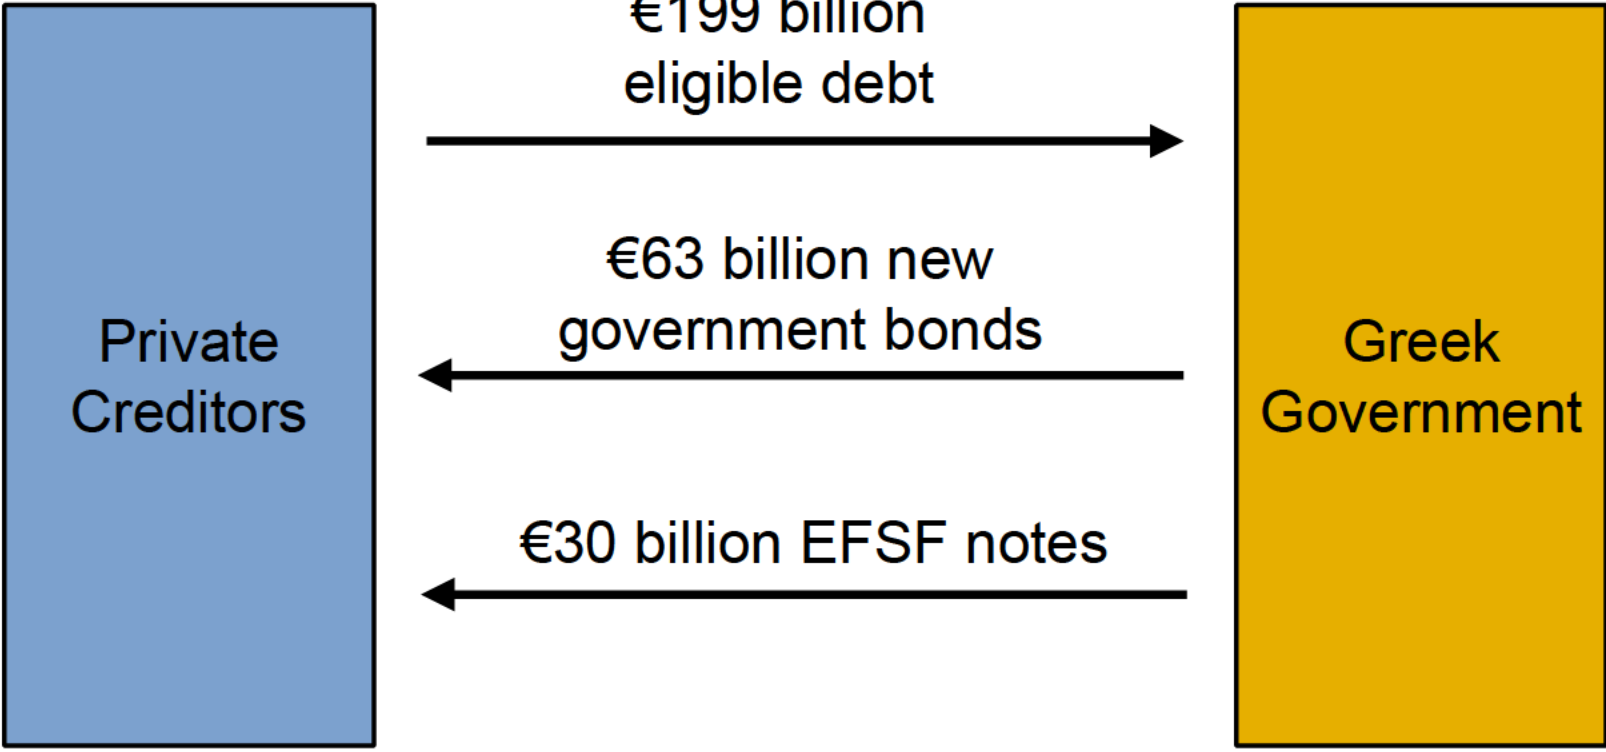 €199 billion
eligible debt
€63 billion new
government bonds
Private
Creditors
Greek
Government
€30 billion EFSF notes